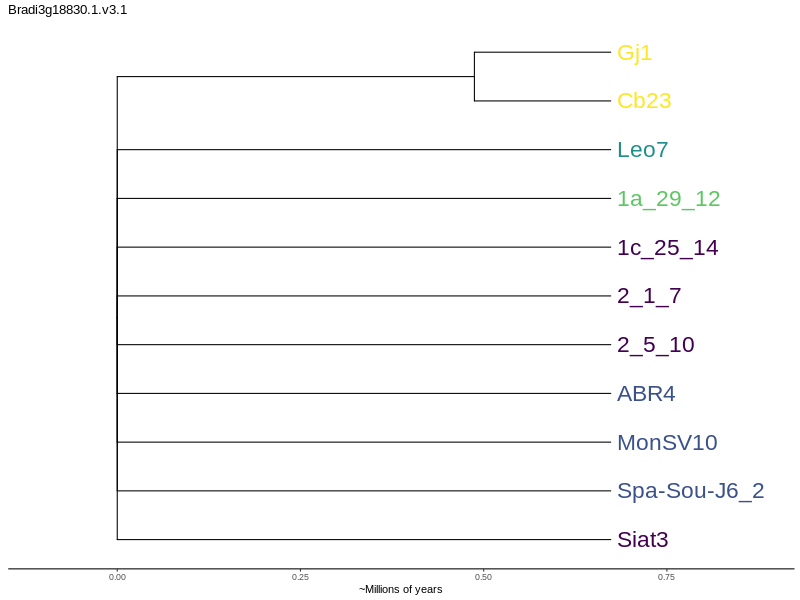 Bradi3g18830.1.v3.1
Gj1
Cb23
Leo7
1a_29_12
1c_25_14
2_1_7
2_5_10
ABR4
MonSV10
Spa-Sou-J6_2
Siat3
0.00 0.25 0.50 0.75
~Millions of years